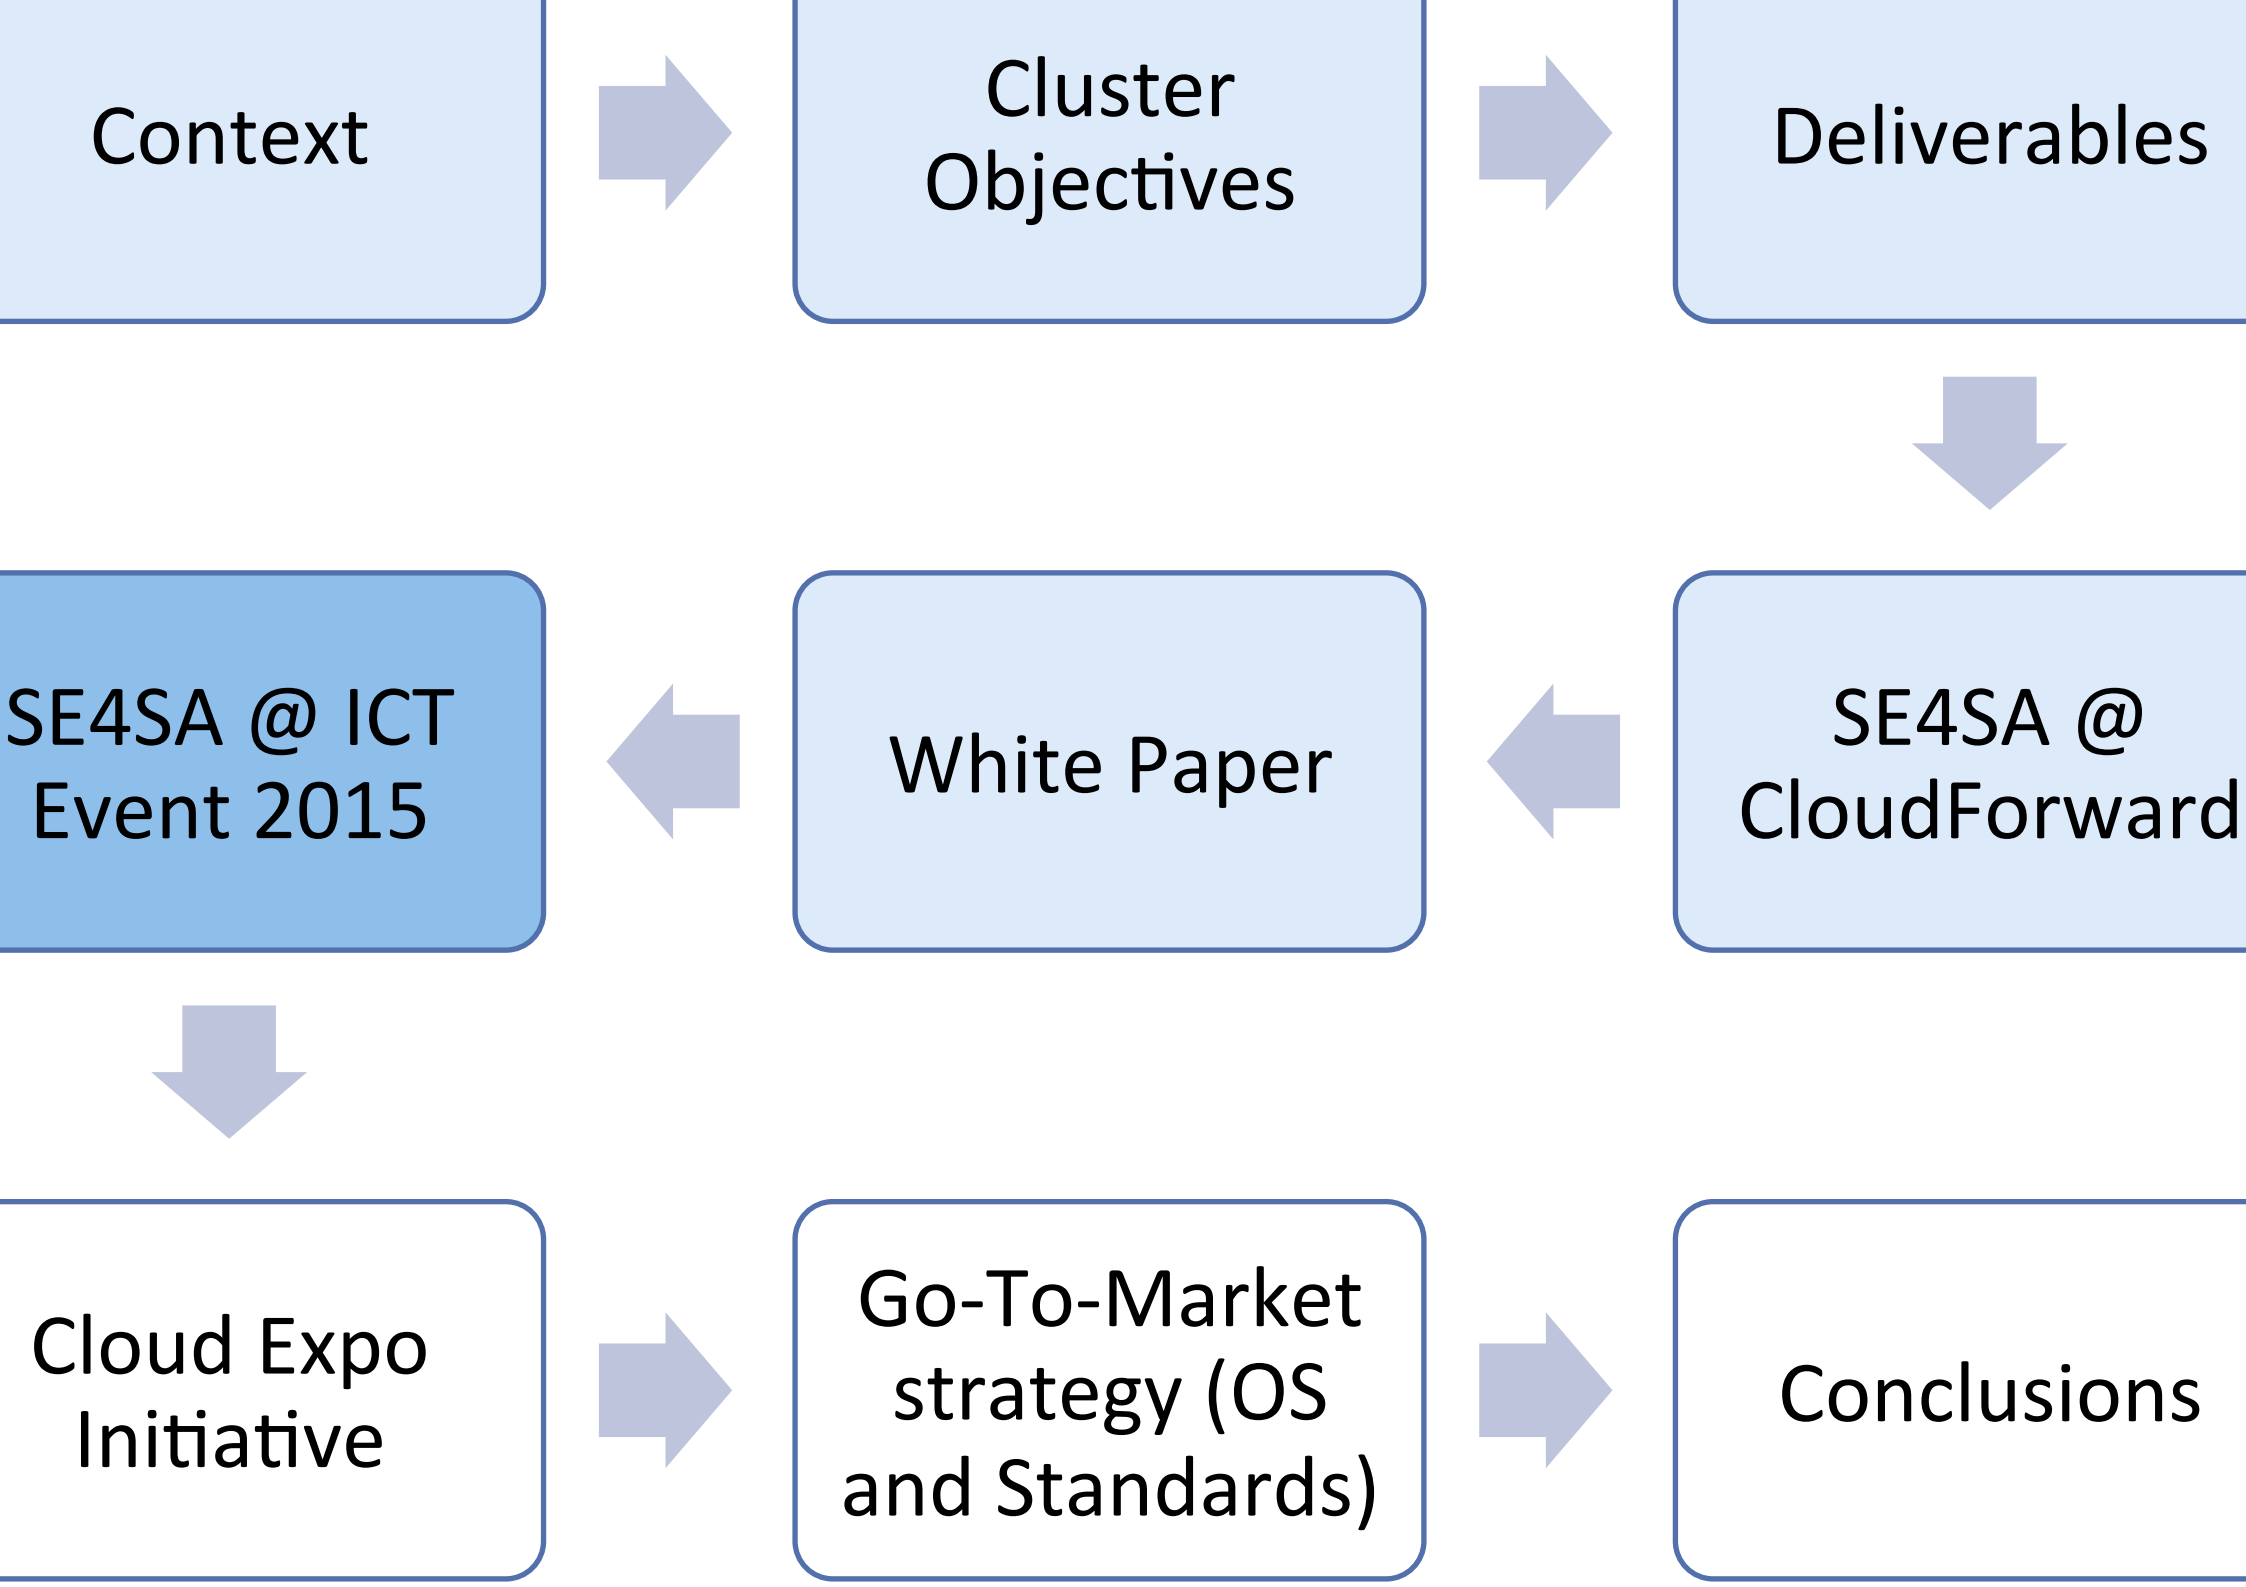 Context
Cluster
Objectives
Deliverables
SE4SA @ ICT
Event 2015
White Paper
SE4SA @
CloudForward
Cloud Expo
Initiative
Go-To-Market
strategy (OS
and Standards)
Conclusions